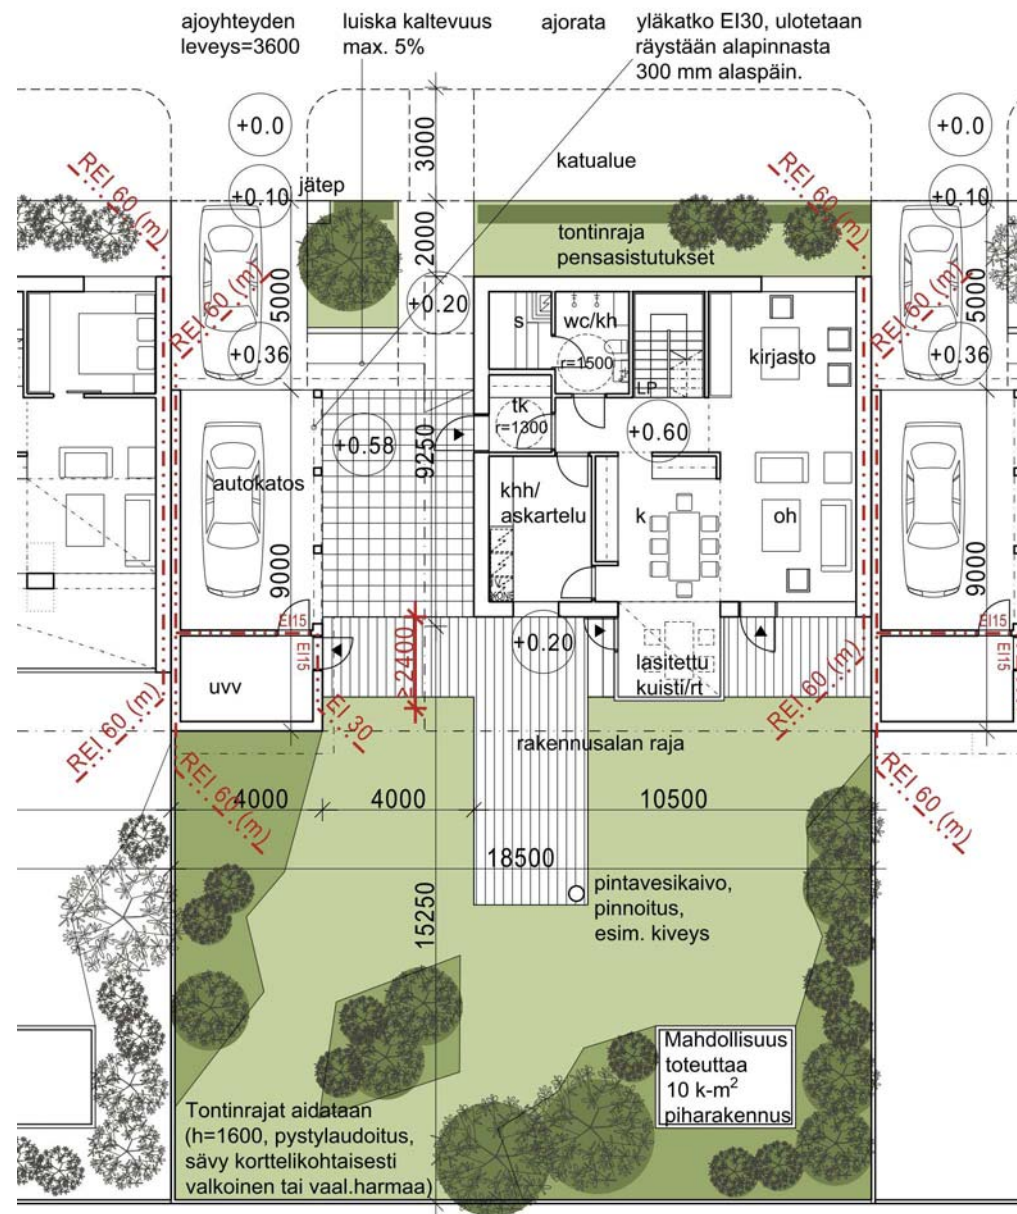 ajoyhteyden
leveys=3600
luiska kaltevuus
max. 5%
ajorata
yläkatko EI30, ulotetaan
räystään alapinnasta
300 mm alaspäin.
+0.0
+0.0
3000
katualue
REI 60 (m)
REI 60 (m)
jätep
+0.10
+0.10
2000
tontinraja
pensasistutukset
REI 60 (m)
REI 60 (m)
5000
5000
+0.20
s
wc/kh
r=1500
kirjasto
+0.36
+0.36
LP
tk
r=1300
+0.58
9250
+0.60
autokatos
khh/
askartelu
k
oh
9000
9000
KONE
EI15
EI15
EI15
EI15
+0.20
≥2400
lasitettu
kuisti/rt
uvv
REI 60 (m)
EI 30
REI 60 (m)
rakennusalan raja
REI 60 (m)
REI 60 (m)
4000
4000
10500
18500
pintavesikaivo,
pinnoitus,
esim. kiveys
15250
Mahdollisuus
toteuttaa
10 k-m²
piharakennus
Tontinrajat aidataan
(h=1600, pystylaudoitus,
sävy korttelikohtaisesti
valkoinen tai vaal.harmaa)